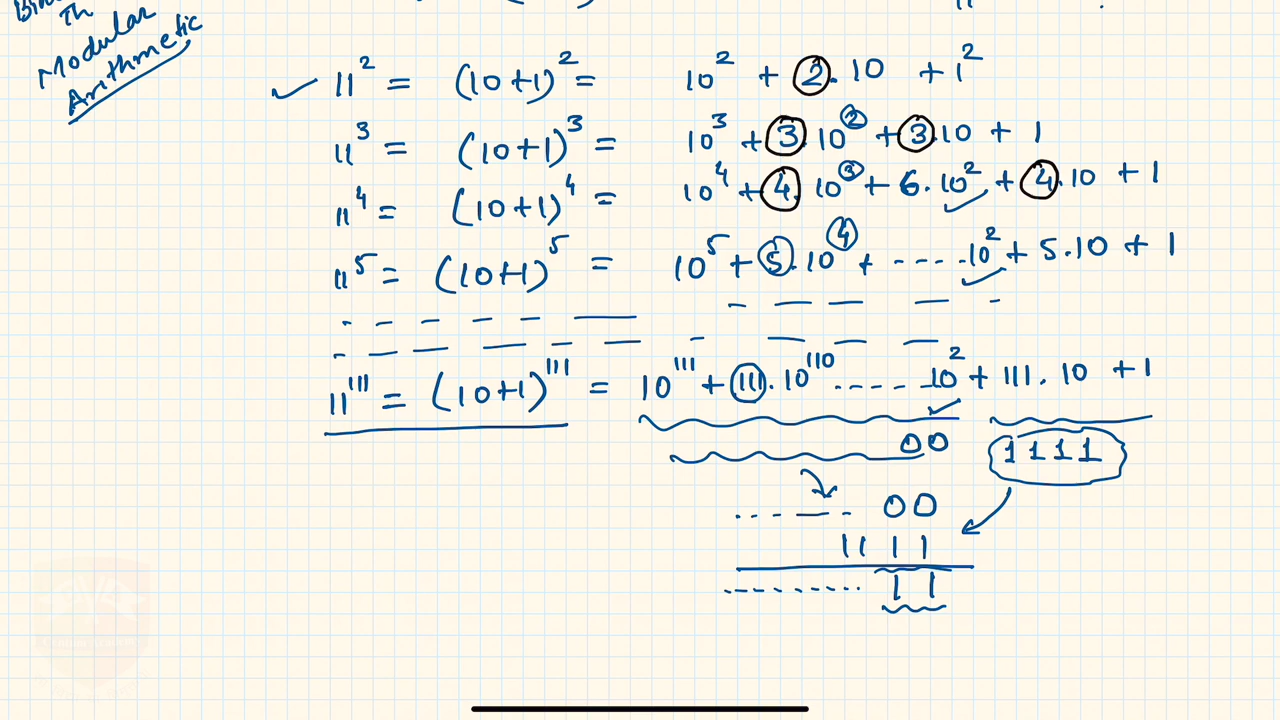 Th
Modular
Arithmetic
11² = (10+1)² = 10² + 2.10 + 1²
11³ = (10+1)³ = 10³ + 3.10² + 3.10 + 1
11⁴ = (10+1)⁴ = 10⁴ + 4.10³ + 6.10² + 4.10 + 1
11⁵ = (10+1)⁵ = 10⁵ + 5.10⁴ + ....10² + 5.10 + 1
11¹¹¹ = (10+1)¹¹¹ = 10¹¹¹ + 111.10¹¹⁰ ..... 10² + 111.10 + 1
00 1111
00
1111
11